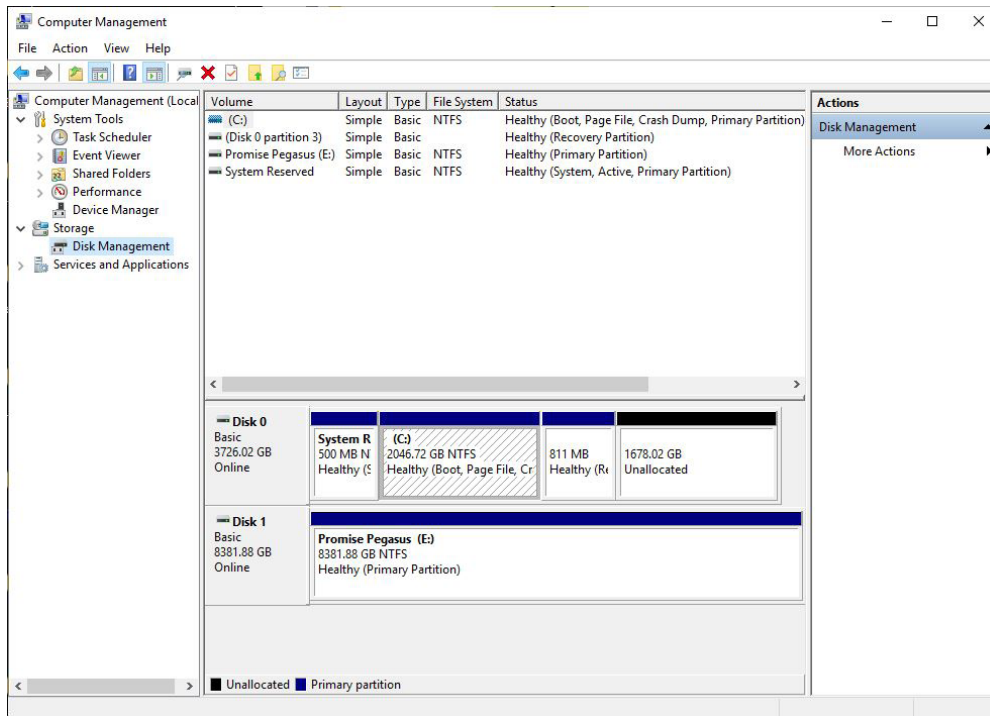 Computer Management
File Action View Help
Computer Management (Local
System Tools
Task Scheduler
Event Viewer
Shared Folders
Performance
Device Manager
Storage
Disk Management
Services and Applications
Volume Layout Type File System Status
(C:) Simple Basic NTFS Healthy (Boot, Page File, Crash Dump, Primary Partition)
(Disk 0 partition 3) Simple Basic Healthy (Recovery Partition)
Promise Pegasus (E:) Simple Basic NTFS Healthy (Primary Partition)
System Reserved Simple Basic NTFS Healthy (System, Active, Primary Partition)
Disk 0
Basic
3726.02 GB
Online
System R
500 MB N
Healthy (S
(C:)
2046.72 GB NTFS
Healthy (Boot, Page File, Cr
811 MB
Healthy (Re
1678.02 GB
Unallocated
Disk 1
Basic
8381.88 GB
Online
Promise Pegasus (E:)
8381.88 GB NTFS
Healthy (Primary Partition)
Unallocated Primary partition
Actions
Disk Management
More Actions